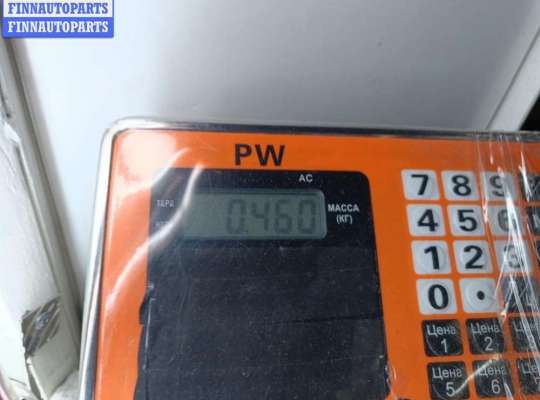 FINNAUTOPARTS
FINNAUTOPARTS
PW
AC
ТАРА
0.460
МАССА
(КГ)
7 8 9
4 5 6
1 2 3
0 •
Цена 1
Цена 2
Цена 5
Цена 6